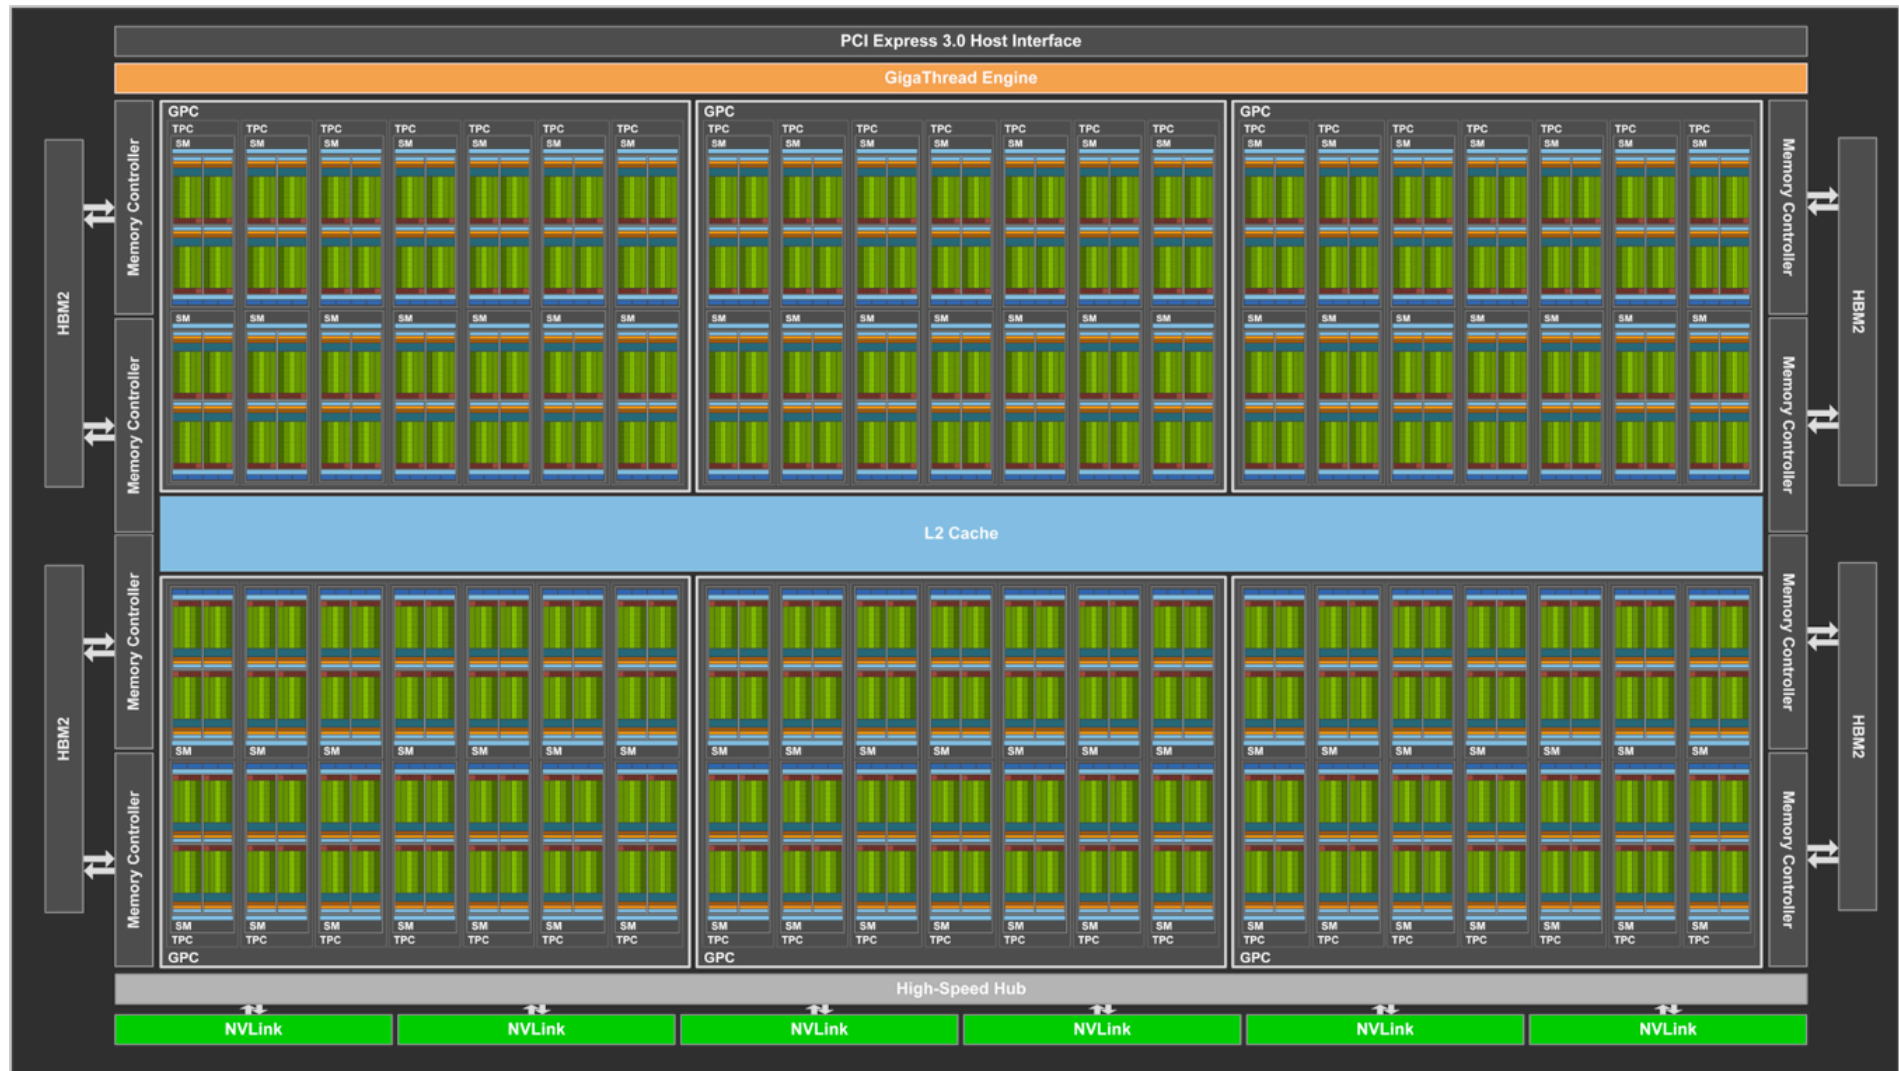 PCI Express 3.0 Host Interface
GigaThread Engine
GPC GPC GPC
TPC TPC TPC TPC TPC TPC TPC TPC TPC TPC TPC TPC TPC TPC TPC TPC TPC TPC TPC TPC TPC
SM SM SM SM SM SM SM SM SM SM SM SM SM SM SM SM SM SM SM SM SM
Memory Controller
Memory Controller
HBM2
HBM2
SM SM SM SM SM SM SM SM SM SM SM SM SM SM SM SM SM SM SM SM SM
Memory Controller
Memory Controller
L2 Cache
Memory Controller
Memory Controller
HBM2
HBM2
SM SM SM SM SM SM SM SM SM SM SM SM SM SM SM SM SM SM SM SM SM
Memory Controller
Memory Controller
SM SM SM SM SM SM SM SM SM SM SM SM SM SM SM SM SM SM SM SM SM
TPC TPC TPC TPC TPC TPC TPC TPC TPC TPC TPC TPC TPC TPC TPC TPC TPC TPC TPC TPC TPC
GPC GPC GPC
High-Speed Hub
NVLink NVLink NVLink NVLink NVLink NVLink